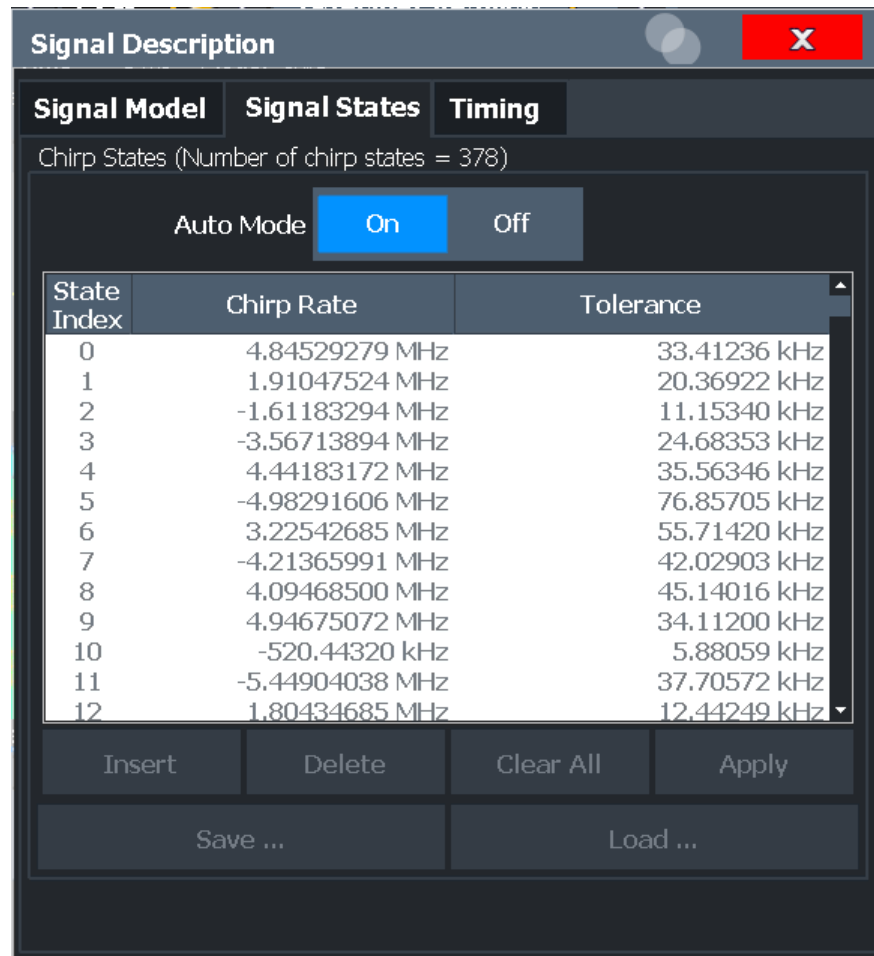 Signal Description
X
Signal Model Signal States Timing
Chirp States (Number of chirp states = 378)
Auto Mode On Off
State Index Chirp Rate Tolerance
0 4.84529279 MHz 33.41236 kHz
1 1.91047524 MHz 20.36922 kHz
2 -1.61183294 MHz 11.15340 kHz
3 -3.56713894 MHz 24.68353 kHz
4 4.44183172 MHz 35.56346 kHz
5 -4.98291606 MHz 76.85705 kHz
6 3.22542685 MHz 55.71420 kHz
7 -4.21365991 MHz 42.02903 kHz
8 4.09468500 MHz 45.14016 kHz
9 4.94675072 MHz 34.11200 kHz
10 -520.44320 kHz 5.88059 kHz
11 -5.44904038 MHz 37.70572 kHz
12 1.80434685 MHz 12.44249 kHz
Insert Delete Clear All Apply
Save ... Load ...